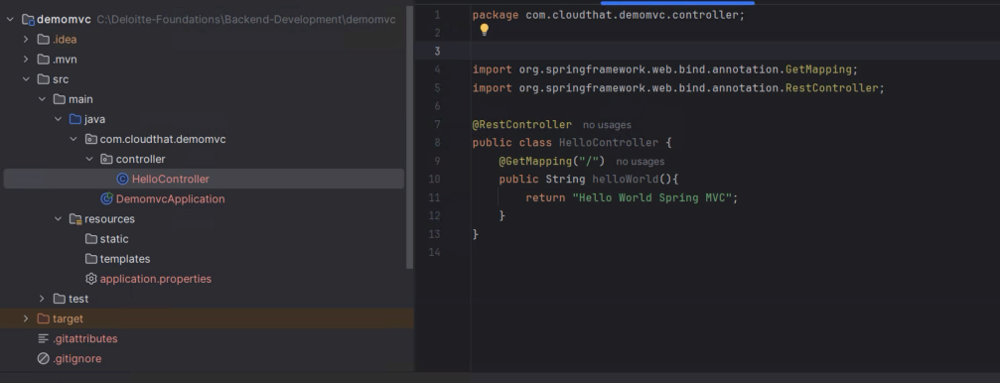 demomvc C:\Deloitte-Foundations\Backend-Development\demomvc
.idea
.mvn
src
main
java
com.cloudthat.demomvc
controller
HelloController
DemomvcApplication
resources
static
templates
application.properties
test
target
.gitattributes
.gitignore
1 package com.cloudthat.demomvc.controller;
2
3
4 import org.springframework.web.bind.annotation.GetMapping;
5 import org.springframework.web.bind.annotation.RestController;
6
7 @RestController no usages
8 public class HelloController {
9 @GetMapping("/") no usages
10 public String helloWorld(){
11 return "Hello World Spring MVC";
12 }
13 }
14